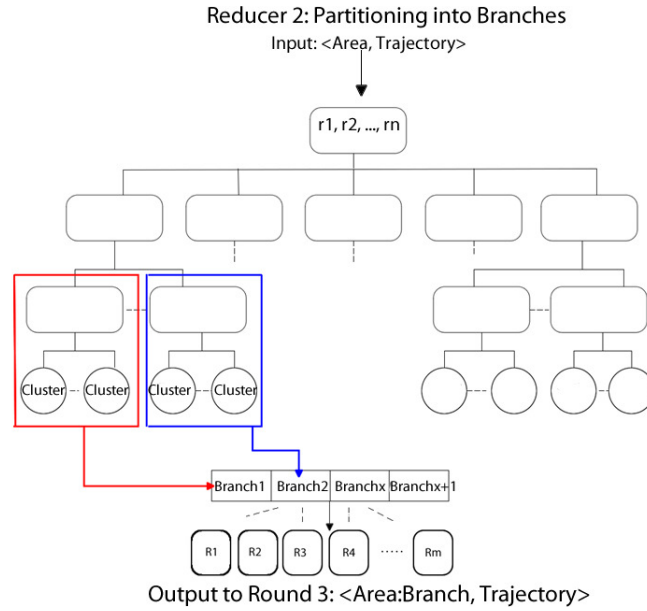 Reducer 2: Partitioning into Branches
Input: <Area, Trajectory>
r1, r2, ..., rn
Cluster Cluster Cluster Cluster
Branch1 Branch2 Branchx Branchx+1
R1 R2 R3 R4 ..... Rm
Output to Round 3: <Area:Branch, Trajectory>